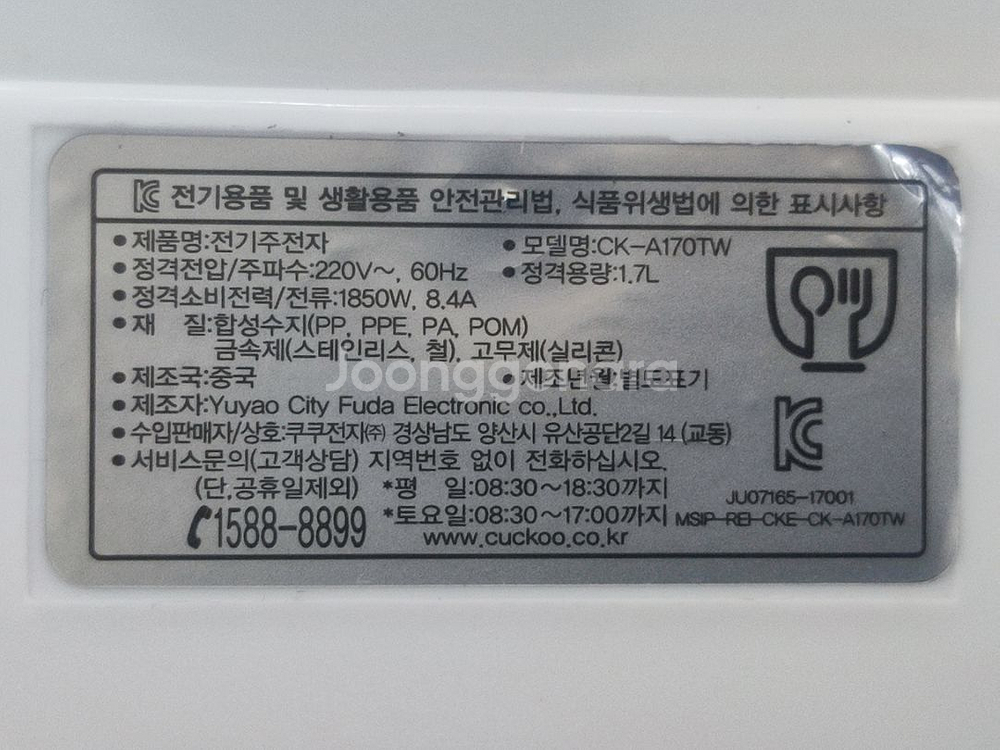 전기용품 및 생활용품 안전관리법, 식품위생법에 의한 표시사항
•제품명:전기주전자 •모델명:CK-A170TW
•정격전압/주파수:220V~, 60Hz •정격용량:1.7L
•정격소비전력/전류:1850W, 8.4A
•재 질:합성수지(PP, PPE, PA, POM)
금속제(스테인리스, 철), 고무제(실리콘)
•제조국:중국 •제조년월별도표기
Joonggonara
•제조자:Yuyao City Fuda Electronic co.,Ltd.
•수입판매자/상호:쿠쿠전자㈜ 경상남도 양산시 유산공단2길 14 (교동)
•서비스문의(고객상담) 지역번호 없이 전화하십시오.
(단,공휴일제외) *평 일:08:30~18:30까지
1588-8899 *토요일:08:30~17:00까지
www.cuckoo.co.kr
JU07165-17001
MSIP-REI-CKE-CK-A170TW